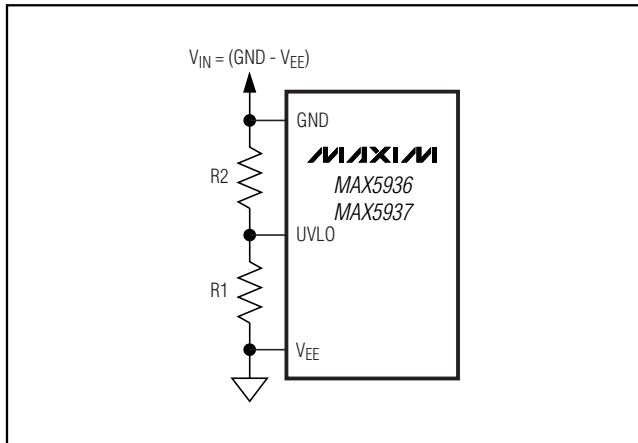 V_IN = (GND - V_EE)
GND
MAXIM
MAX5936
MAX5937
R2
UVLO
R1
V_EE